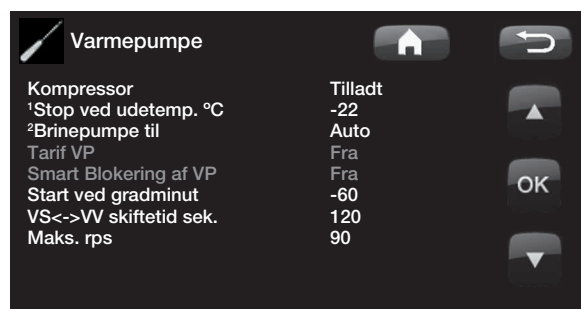 Varmepumpe
Kompressor Tilladt
¹Stop ved udetemp. ºC -22
²Brinepumpe til Auto
Tarif VP Fra
Smart Blokering af VP Fra
Start ved gradminut -60
VS<->VV skiftetid sek. 120
Maks. rps 90
OK